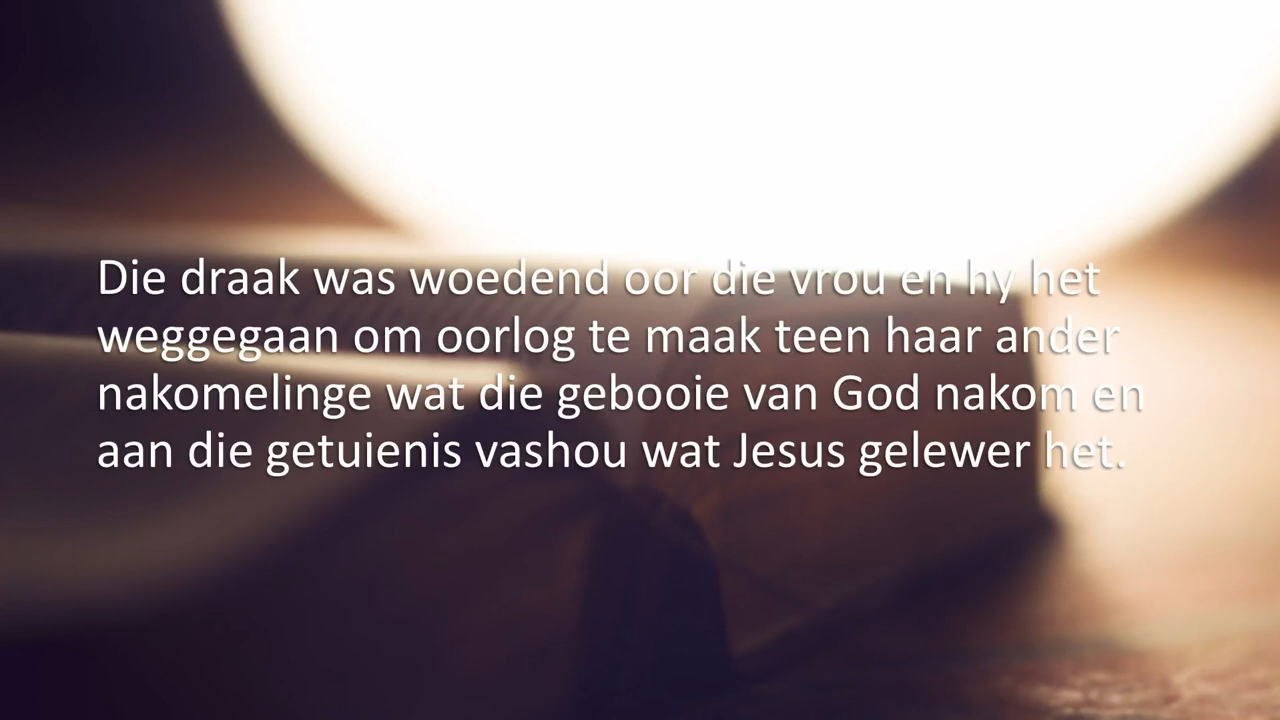 Die draak was woedend oor die vrou en hy het
weggegaan om oorlog te maak teen haar ander
nakomelinge wat die gebooie van God nakom en
aan die getuienis vashou wat Jesus gelewer het.